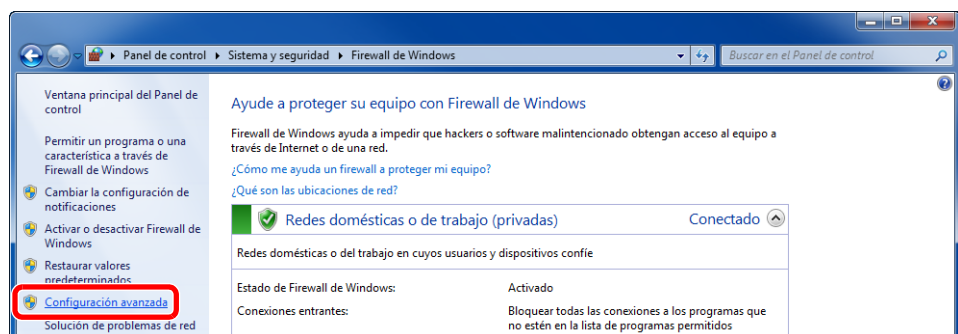 Panel de control ▸ Sistema y seguridad ▸ Firewall de Windows
Buscar en el Panel de control
Ventana principal del Panel de
control
Permitir un programa o una
característica a través de
Firewall de Windows
Cambiar la configuración de
notificaciones
Activar o desactivar Firewall de
Windows
Restaurar valores
predeterminados
Configuración avanzada
Solución de problemas de red
Ayude a proteger su equipo con Firewall de Windows
Firewall de Windows ayuda a impedir que hackers o software malintencionado obtengan acceso al equipo a
través de Internet o de una red.
¿Cómo me ayuda un firewall a proteger mi equipo?
¿Qué son las ubicaciones de red?
Redes domésticas o de trabajo (privadas) Conectado
Redes domésticas o del trabajo en cuyos usuarios y dispositivos confíe
Estado de Firewall de Windows: Activado
Conexiones entrantes: Bloquear todas las conexiones a los programas que
no estén en la lista de programas permitidos